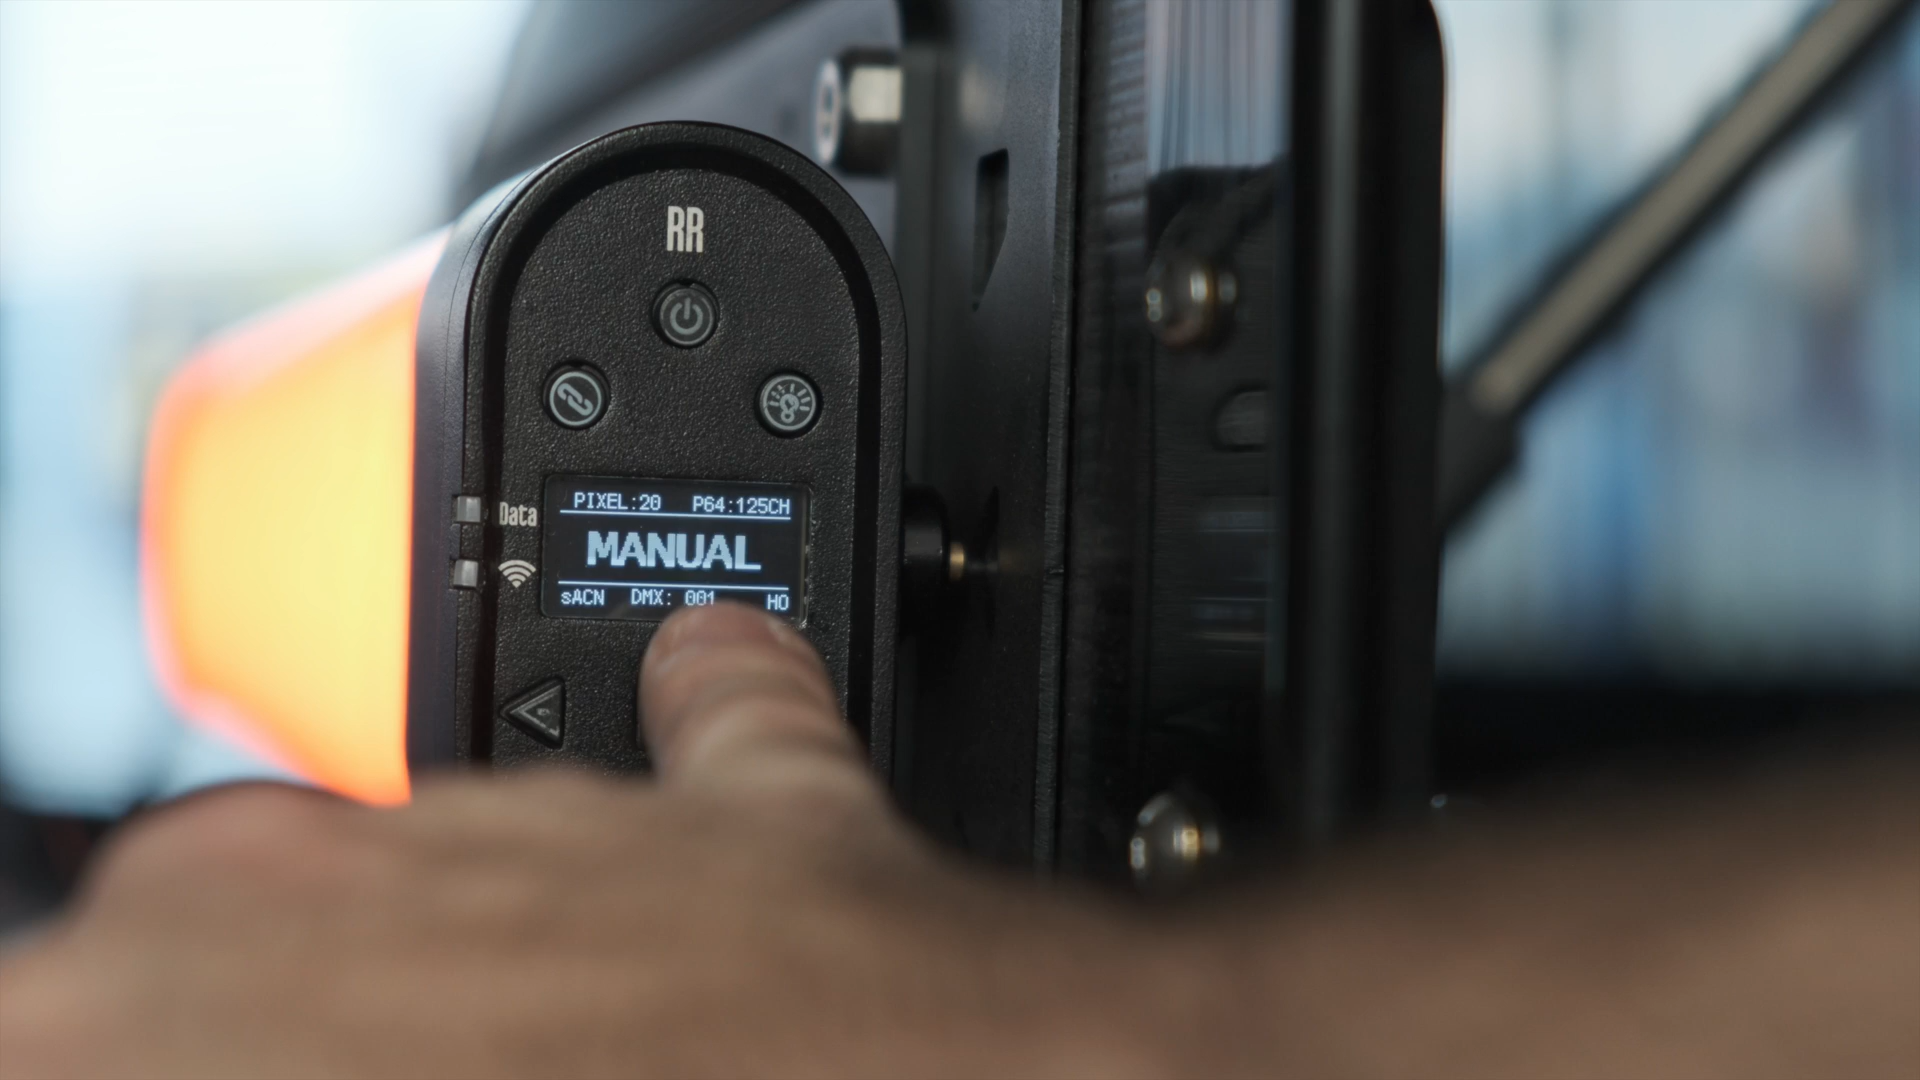 RR
PIXEL:20 P64:125CH
Data
MANUAL
sACN DMX: 001 HO